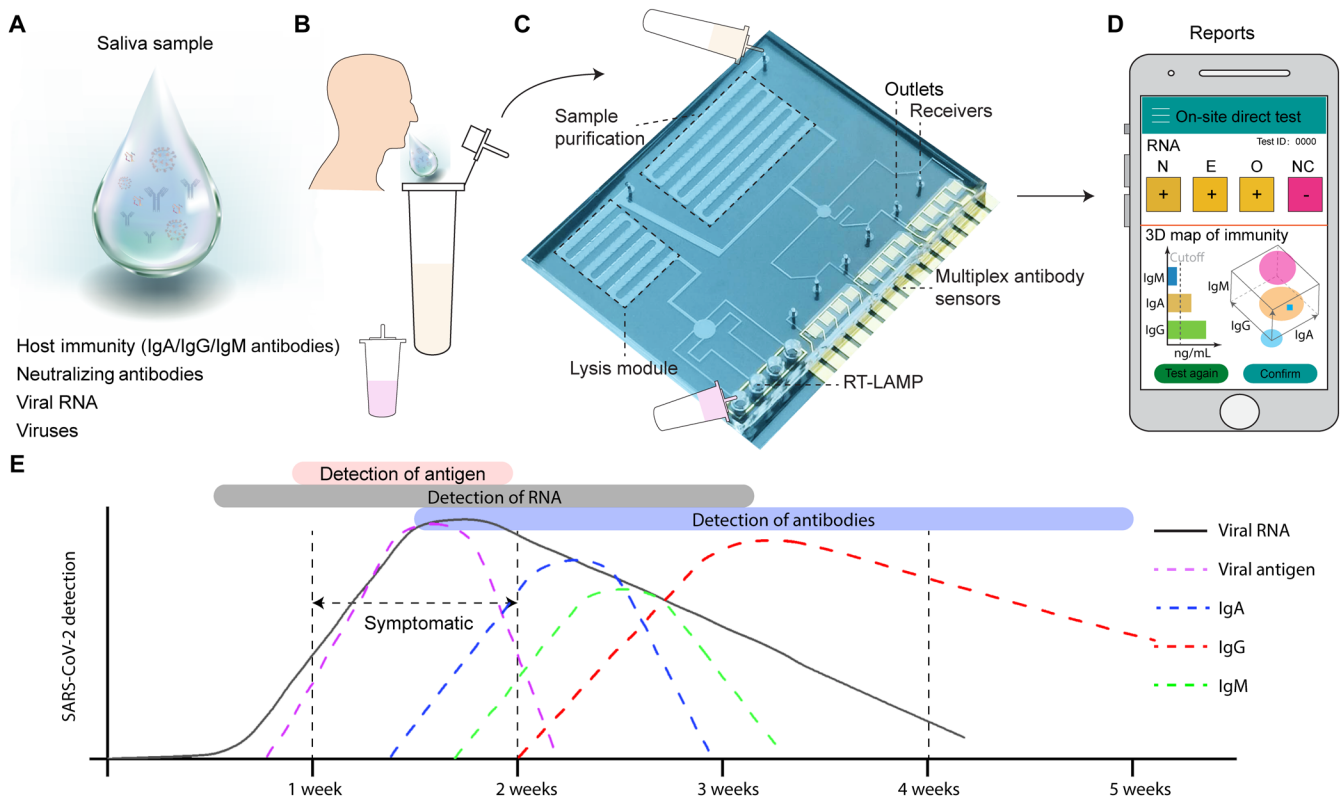 A
Saliva sample
Host immunity (IgA/IgG/IgM antibodies)
Neutralizing antibodies
Viral RNA
Viruses
B
C
Sample
purification
Outlets
Receivers
Multiplex antibody
sensors
Lysis module
RT-LAMP
D
Reports
On-site direct test
RNA
Test ID: 0000
N E O NC
+ + + -
3D map of immunity
Cutoff
IgM
IgA
IgG
ng/mL
IgM
IgG
IgA
Test again
Confirm
E
Detection of antigen
Detection of RNA
Detection of antibodies
SARS-CoV-2 detection
Symptomatic
1 week
2 weeks
3 weeks
4 weeks
5 weeks
Viral RNA
Viral antigen
IgA
IgG
IgM